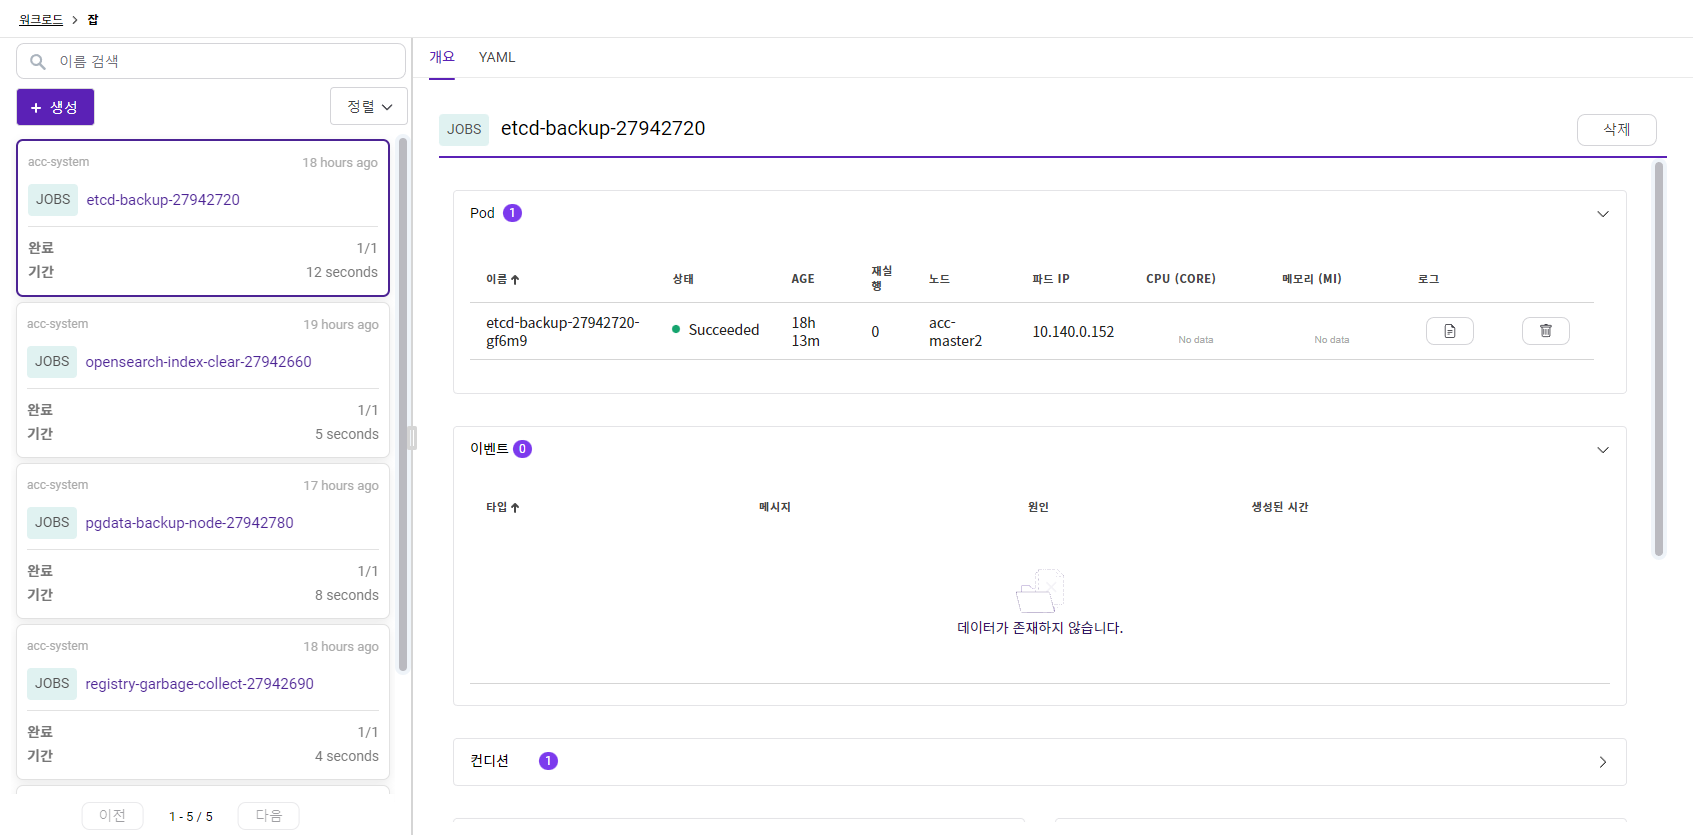 워크로드 > 잡
이름 검색
+ 생성
정렬
acc-system 18 hours ago
JOBS etcd-backup-27942720
완료 1/1
기간 12 seconds
acc-system 19 hours ago
JOBS opensearch-index-clear-27942660
완료 1/1
기간 5 seconds
acc-system 17 hours ago
JOBS pgdata-backup-node-27942780
완료 1/1
기간 8 seconds
acc-system 18 hours ago
JOBS registry-garbage-collect-27942690
완료 1/1
기간 4 seconds
이전 1 - 5 / 5 다음
개요 YAML
JOBS etcd-backup-27942720 삭제
Pod 1
이름 상태 AGE 재실 노드 파드 IP CPU (CORE) 메모리 (MI) 로그
행
etcd-backup-27942720- Succeeded 18h 0 acc- 10.140.0.152 No data No data
gf6m9 13m master2
이벤트 0
타입 메시지 원인 생성된 시간
데이터가 존재하지 않습니다.
컨디션 1